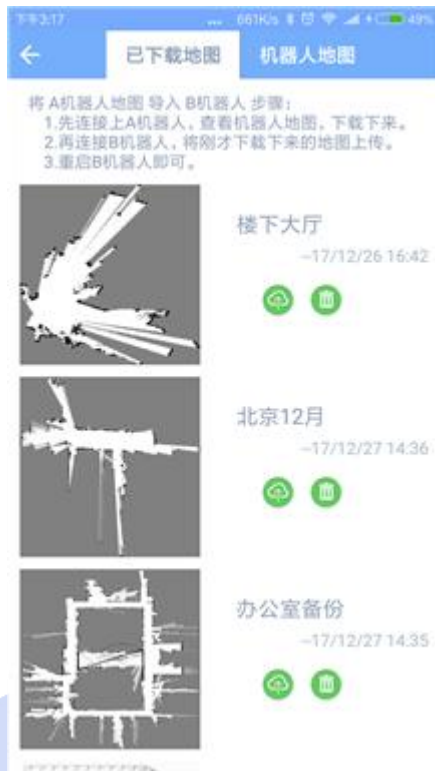 下午3:17 ... 661K/s 49%
已下载地图 机器人地图
将 A机器人地图 导入 B机器人 步骤：
1.先连接上A机器人，查看机器人地图，下载下来。
2.再连接B机器人，将刚才下载下来的地图上传。
3.重启B机器人即可。
楼下大厅
--17/12/26 16:42
北京12月
--17/12/27 14:36
办公室备份
--17/12/27 14:35